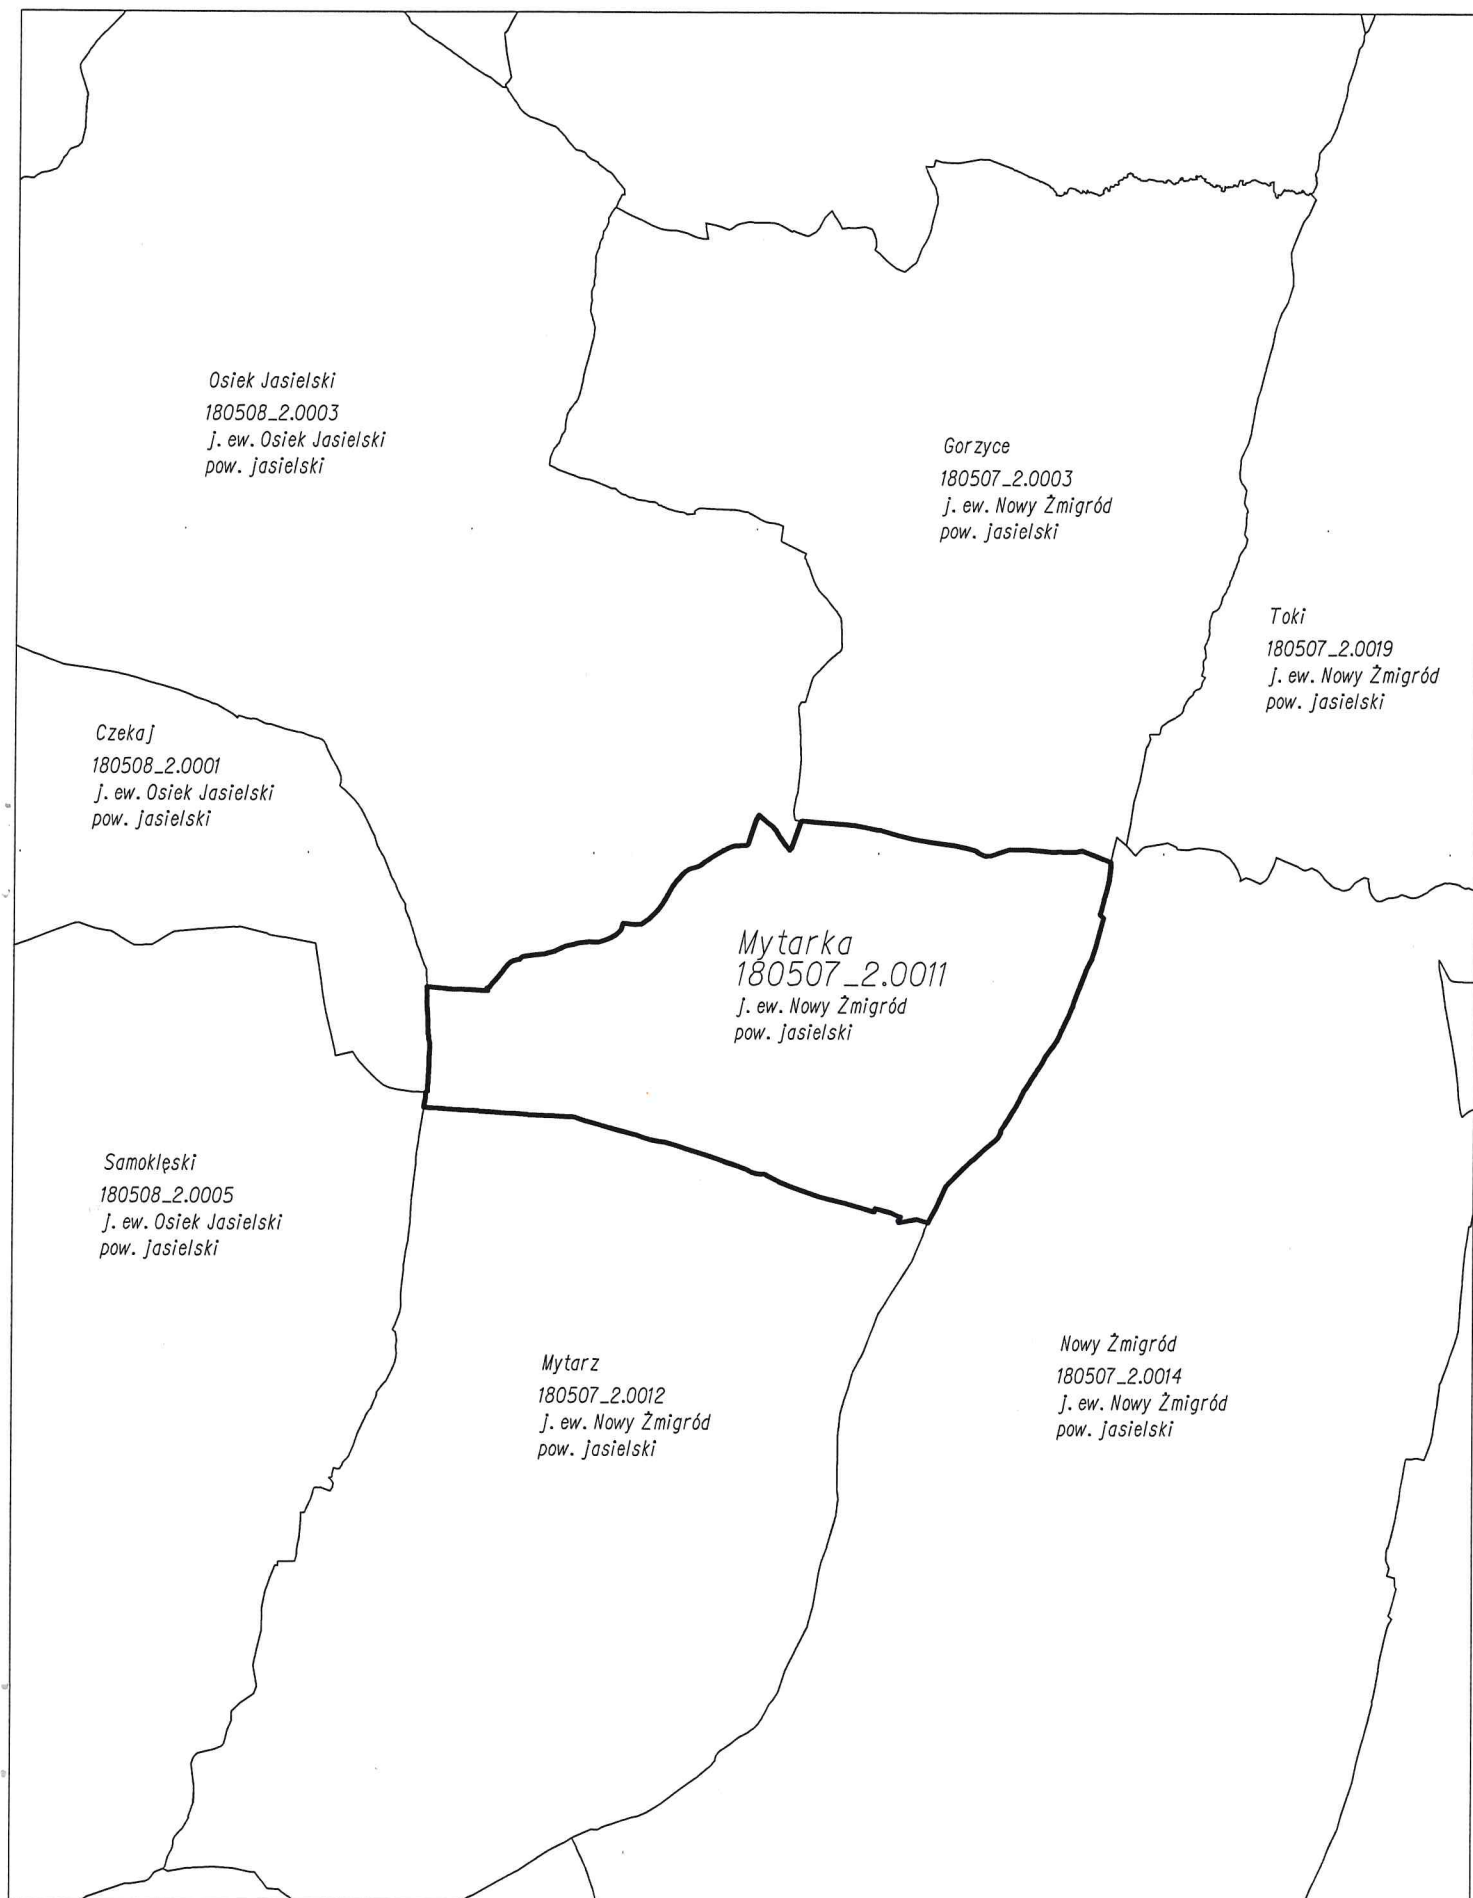 Osiek Jasielski
180508_2.0003
j. ew. Osiek Jasielski
pow. jasielski
Gorzyce
180507_2.0003
j. ew. Nowy Żmigród
pow. jasielski
Toki
180507_2.0019
j. ew. Nowy Żmigród
pow. jasielski
Czekaj
180508_2.0001
j. ew. Osiek Jasielski
pow. jasielski
Mytarka
180507_2.0011
j. ew. Nowy Żmigród
pow. jasielski
Samoklęski
180508_2.0005
j. ew. Osiek Jasielski
pow. jasielski
Mytarz
180507_2.0012
j. ew. Nowy Żmigród
pow. jasielski
Nowy Żmigród
180507_2.0014
j. ew. Nowy Żmigród
pow. jasielski